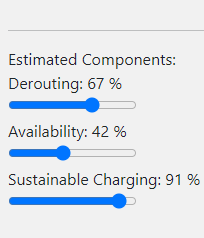 Estimated Components:
Derouting: 67 %
Availability: 42 %
Sustainable Charging: 91 %